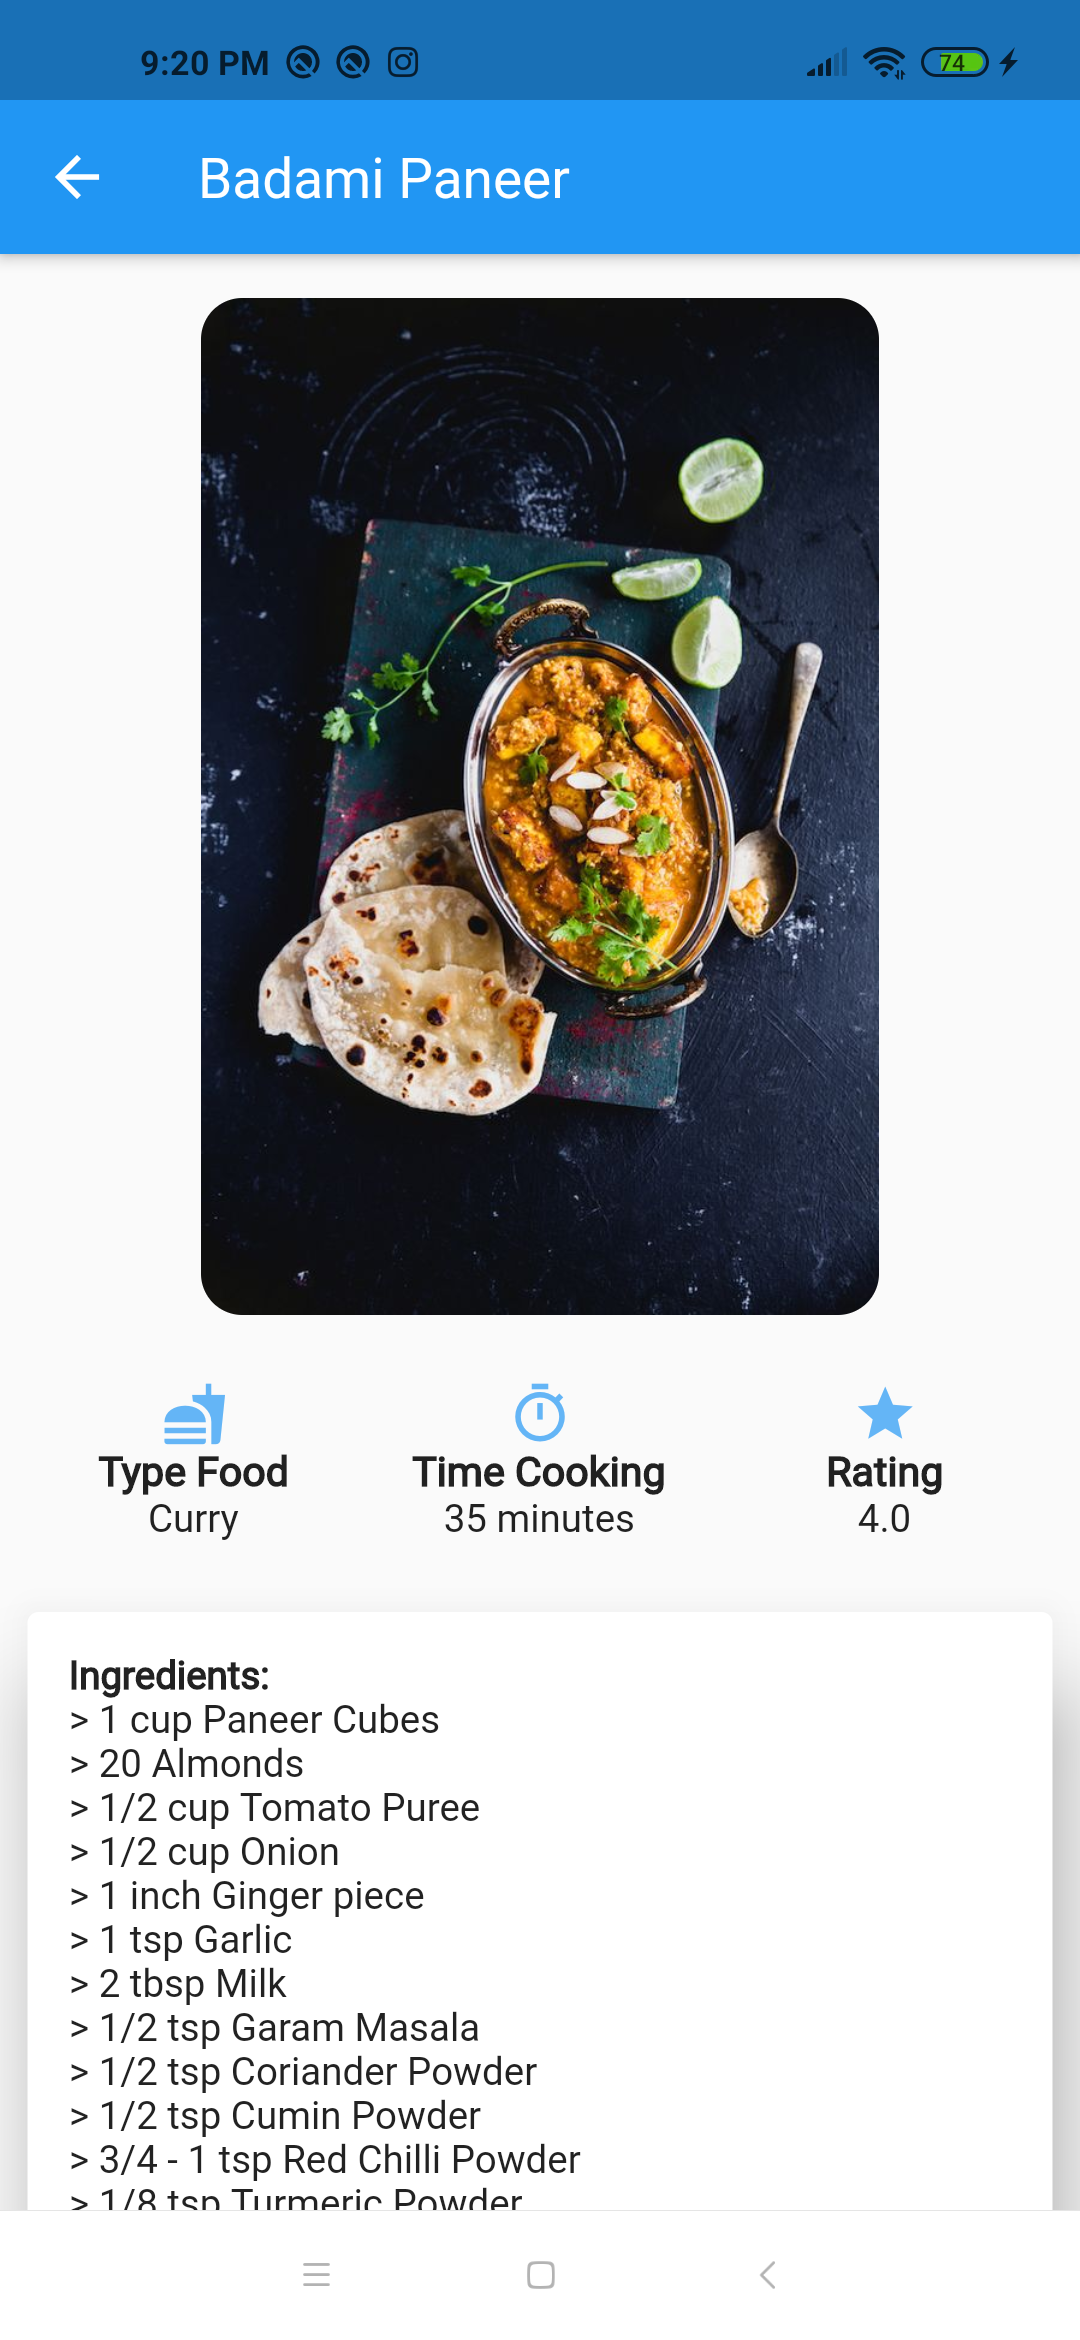 9:20 PM
74
Badami Paneer
Type Food
Curry
Time Cooking
35 minutes
Rating
4.0
Ingredients:
> 1 cup Paneer Cubes
> 20 Almonds
> 1/2 cup Tomato Puree
> 1/2 cup Onion
> 1 inch Ginger piece
> 1 tsp Garlic
> 2 tbsp Milk
> 1/2 tsp Garam Masala
> 1/2 tsp Coriander Powder
> 1/2 tsp Cumin Powder
> 3/4 - 1 tsp Red Chilli Powder
> 1/8 tsp Turmeric Powder